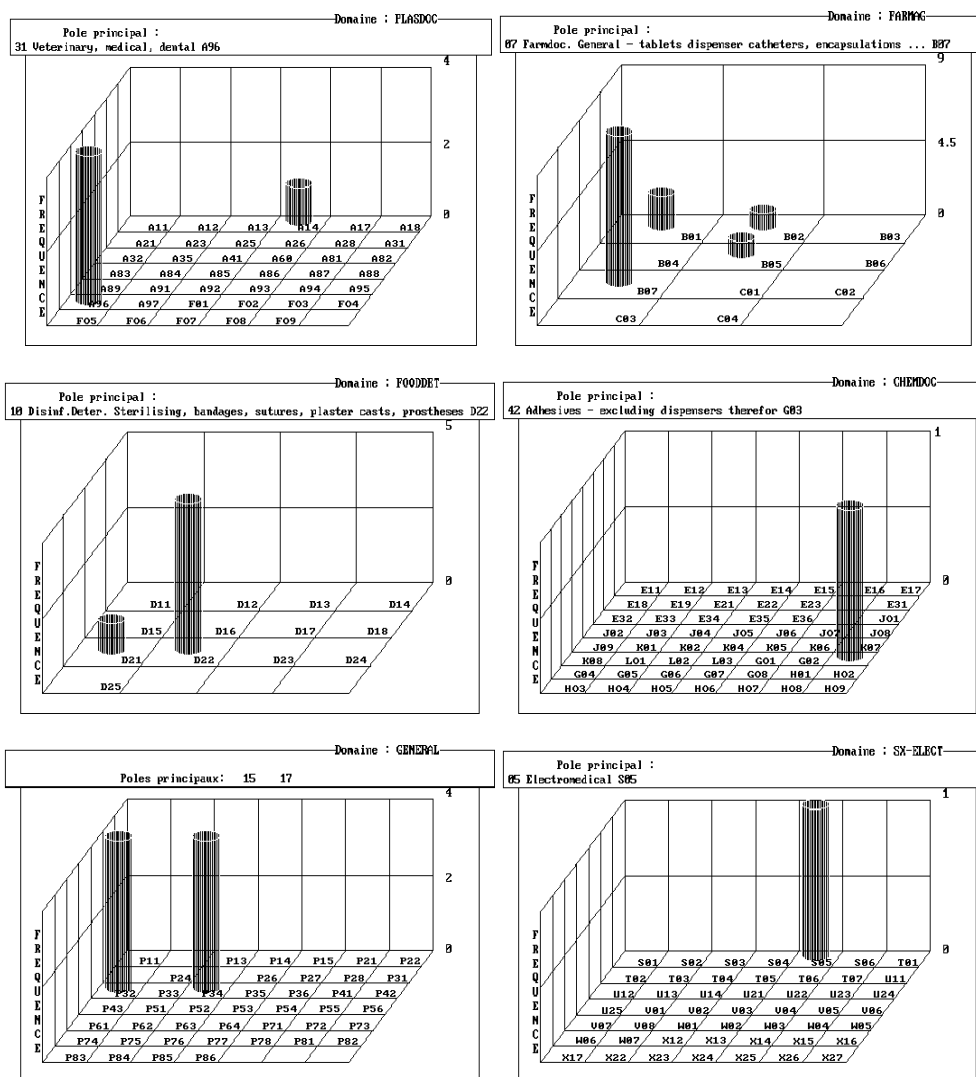 Domaine : PLASDOC
Pole principal :
31 Veterinary, medical, dental A96
4
2
0
FREQUENCE
A11 A12 A13 A14 A17 A18
A21 A23 A25 A26 A28 A31
A32 A35 A41 A60 A81 A82
A83 A84 A85 A86 A87 A88
A89 A91 A92 A93 A94 A95
A96 A97 F01 F02 F03 F04
F05 F06 F07 F08 F09
Domaine : FARMAG
Pole principal :
07 Farmdoc. General - tablets dispenser catheters, encapsulations ... B07
9
4.5
0
FREQUENCE
B01 B02 B03
B04 B05 B06
B07 C01 C02
C03 C04
Domaine : FOODDET
Pole principal :
10 Disinf.Deter. Sterilising, bandages, sutures, plaster casts, prostheses D22
5
0
FREQUENCE
D11 D12 D13 D14
D15 D16 D17 D18
D21 D22 D23 D24
D25
Domaine : CHEMDOC
Pole principal :
42 Adhesives - excluding dispensers therefor G03
1
0
FREQUENCE
E11 E12 E13 E14 E15 E16 E17
E18 E19 E21 E22 E23 E31
E32 E33 E34 E35 E36 J01
J02 J03 J04 J05 J06 J07 J08
J09 K01 K02 K04 K05 K06 K07
K08 L01 L02 L03 G01 G02
G04 G05 G06 G07 G08 H01 H02
H03 H04 H05 H06 H07 H08 H09
Domaine : GENERAL
Poles principaux: 15 17
4
2
0
FREQUENCE
P11 P13 P14 P15 P21 P22
P24 P26 P27 P28 P31
P32 P33 P34 P35 P36 P41 P42
P43 P51 P52 P53 P54 P55 P56
P61 P62 P63 P64 P71 P72 P73
P74 P75 P76 P77 P78 P81 P82
P83 P84 P85 P86
Domaine : SX-ELECT
Pole principal :
05 Electromedical S05
1
0
FREQUENCE
S01 S02 S03 S04 S05 S06 T01
T02 T03 T04 T05 T06 T07 U11
U12 U13 U14 U21 U22 U23 U24
U25 V01 V02 V03 V04 V05 V06
V07 V08 W01 W02 W03 W04 W05
W06 W07 X12 X13 X14 X15 X16
X17 X22 X23 X24 X25 X26 X27